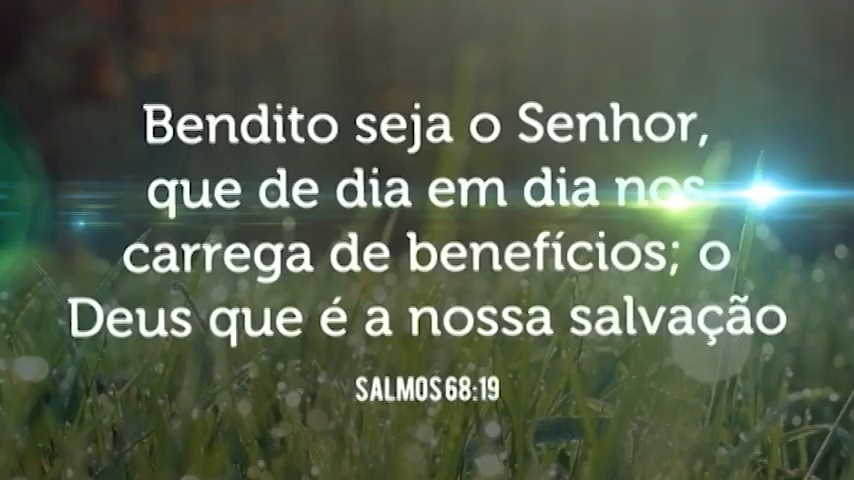 Bendito seja o Senhor,
que de dia em dia nos
carrega de benefícios; o
Deus que é a nossa salvação
SALMOS 68:19